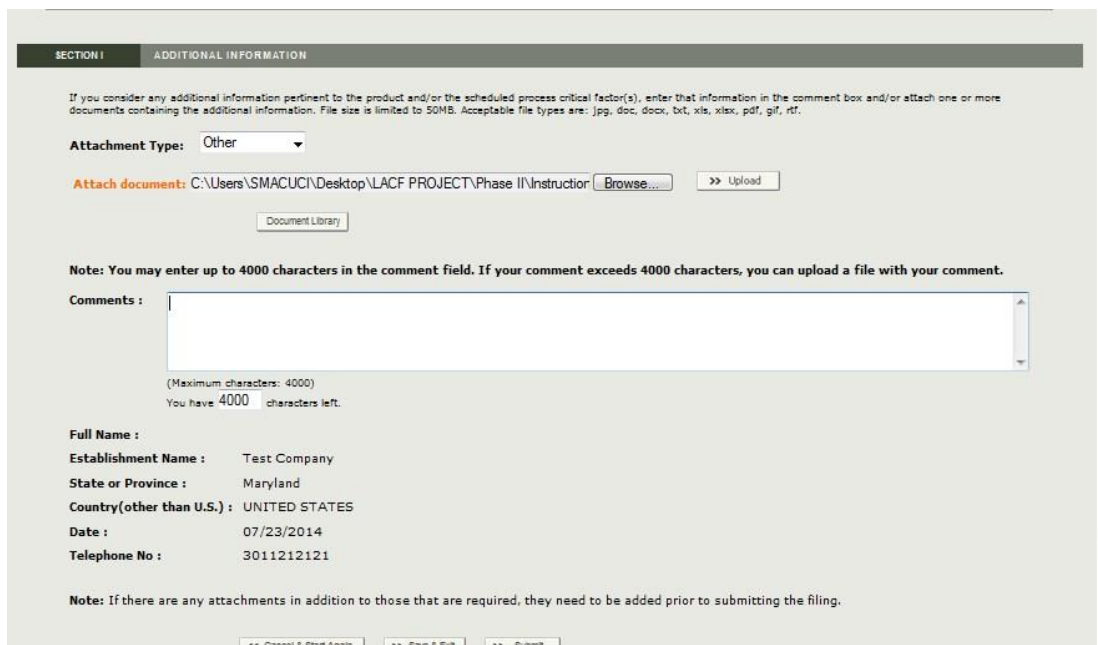 SECTION I ADDITIONAL INFORMATION
If you consider any additional information pertinent to the product and/or the scheduled process critical factor(s), enter that information in the comment box and/or attach one or more
documents containing the additional information. File size is limited to 50MB. Acceptable file types are: jpg, doc, docx, txt, xls, xlsx, pdf, gif, rtf.
Attachment Type: Other
Attach document: C:\Users\SMACUCI\Desktop\LACF PROJECT\Phase II\Instruction Browse... >> Upload
Document Library
Note: You may enter up to 4000 characters in the comment field. If your comment exceeds 4000 characters, you can upload a file with your comment.
Comments :
(Maximum characters: 4000)
You have 4000 characters left.
Full Name :
Establishment Name : Test Company
State or Province : Maryland
Country(other than U.S.) : UNITED STATES
Date : 07/23/2014
Telephone No : 3011212121
Note: If there are any attachments in addition to those that are required, they need to be added prior to submitting the filing.
>> Cancel & Start Again >> Save & Exit >> Submit